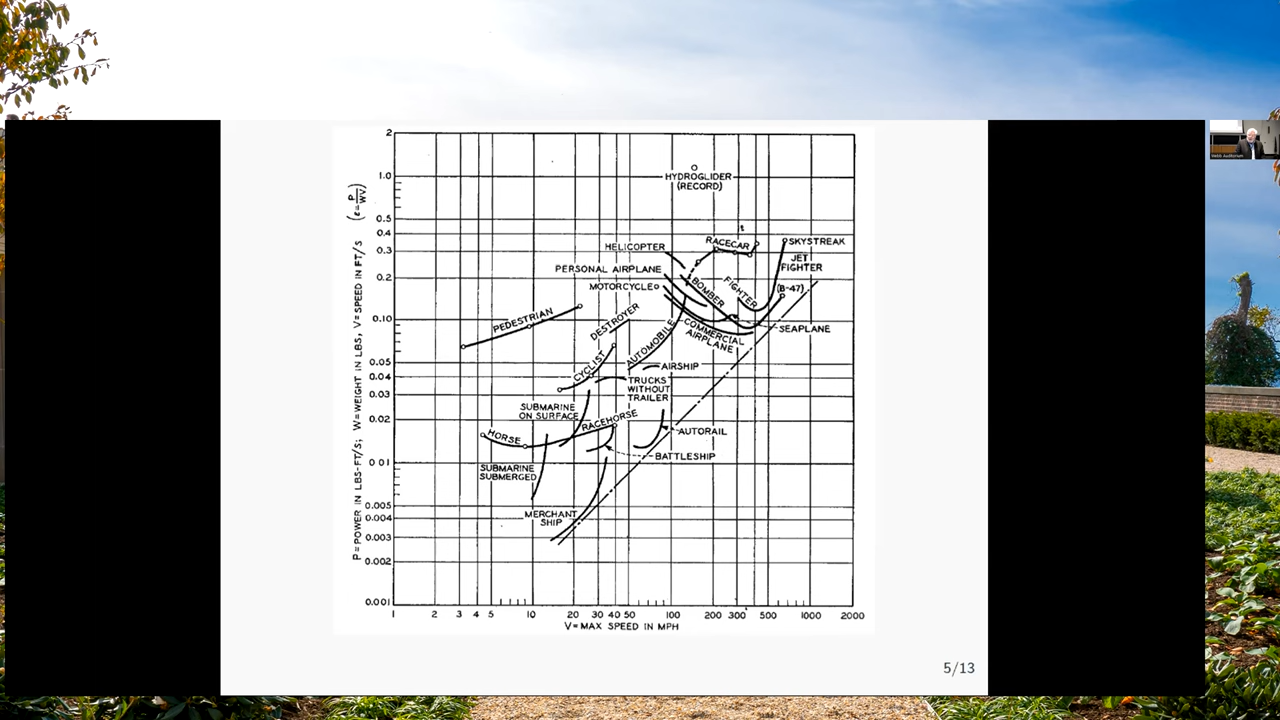 2
1.0
0.5
0.4
0.3
0.2
0.10
0.05
0.04
0.03
0.02
0 01
0.005
0.004
0.003
0.002
0.001
P=POWER IN LBS-FT/S; W=WEIGHT IN LBS, V=SPEED IN FT/S (ε=P/WV)
HYDROGLIDER
(RECORD)
RACECAR
HELICOPTER
SKYSTREAK
JET
FIGHTER
(B-47)
PERSONAL AIRPLANE
MOTORCYCLE
BOMBER
FIGHTER
PEDESTRIAN
DESTROYER
SEAPLANE
COMMERCIAL
AIRPLANE
AUTOMOBILE
CYCLIST
AIRSHIP
TRUCKS
WITHOUT
TRAILER
SUBMARINE
ON SURFACE
RACEHORSE
HORSE
AUTORAIL
BATTLESHIP
SUBMARINE
SUBMERGED
MERCHANT
SHIP
1 2 3 4 5 10 20 30 40 50 100 200 300 500 1000 2000
V=MAX SPEED IN MPH
5/13
Webb Auditorium